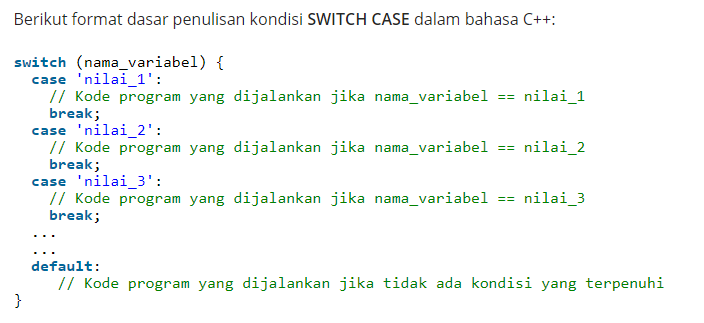 Berikut format dasar penulisan kondisi SWITCH CASE dalam bahasa C++:
switch (nama_variabel) {
  case 'nilai_1':
    // Kode program yang dijalankan jika nama_variabel == nilai_1
    break;
  case 'nilai_2':
    // Kode program yang dijalankan jika nama_variabel == nilai_2
    break;
  case 'nilai_3':
    // Kode program yang dijalankan jika nama_variabel == nilai_3
    break;
  ...
  ...
  default:
     // Kode program yang dijalankan jika tidak ada kondisi yang terpenuhi
}